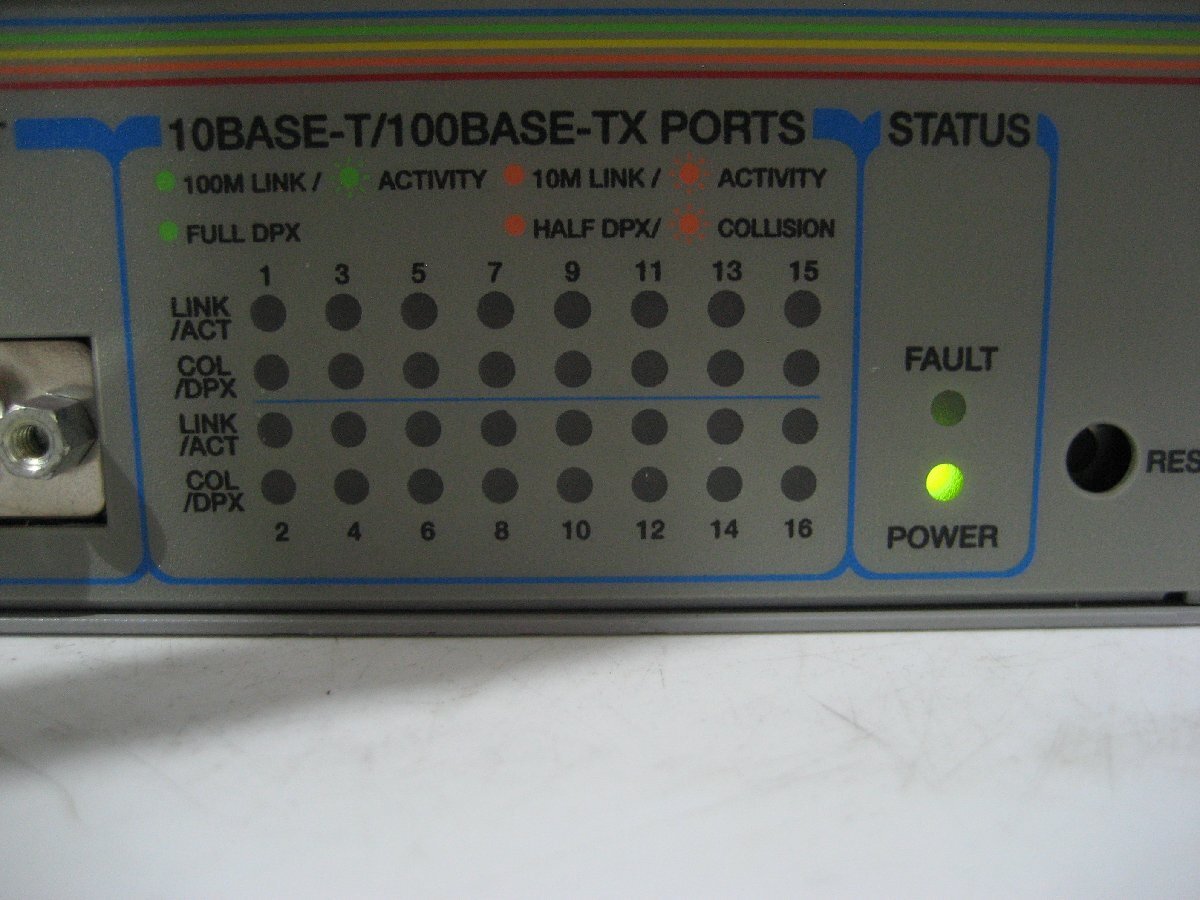 10BASE-T/100BASE-TX PORTS STATUS
100M LINK / ACTIVITY 10M LINK / ACTIVITY
FULL DPX HALF DPX/ COLLISION
1 3 5 7 9 11 13 15
LINK
/ACT
COL
/DPX
LINK
/ACT
COL
/DPX
2 4 6 8 10 12 14 16
FAULT
POWER
RES